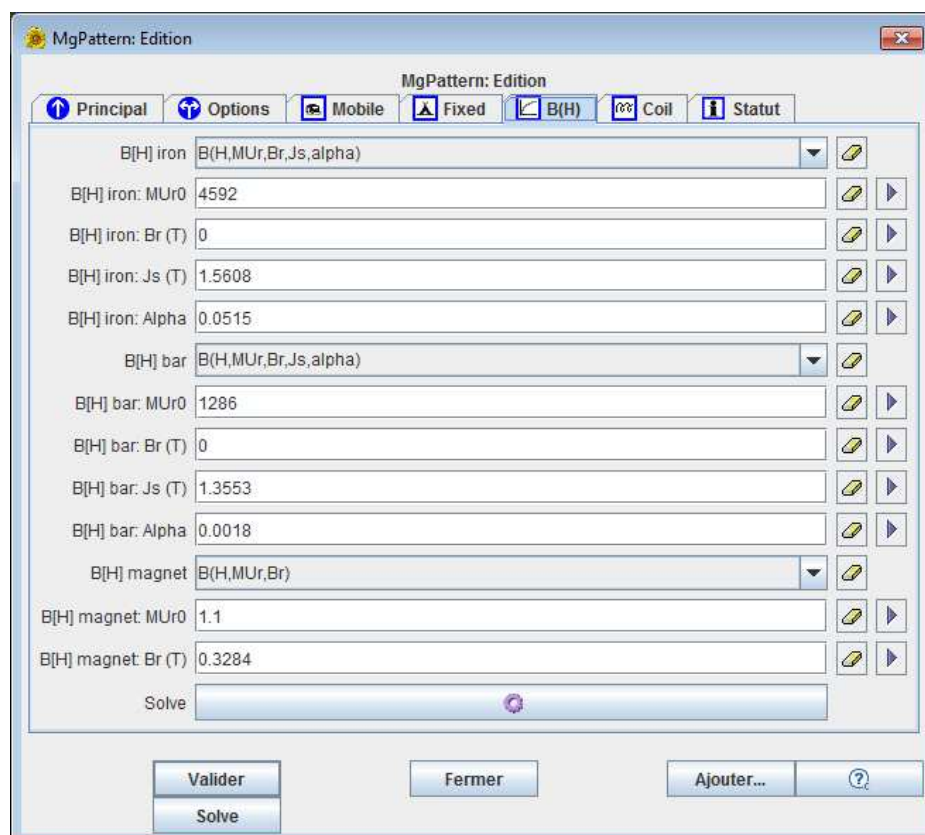 MgPattern: Edition
MgPattern: Edition
Principal Options Mobile Fixed B(H) Coil Statut
B[H] iron B(H,MUr,Br,Js,alpha)
B[H] iron: MUr0 4592
B[H] iron: Br (T) 0
B[H] iron: Js (T) 1.5608
B[H] iron: Alpha 0.0515
B[H] bar B(H,MUr,Br,Js,alpha)
B[H] bar: MUr0 1286
B[H] bar: Br (T) 0
B[H] bar: Js (T) 1.3553
B[H] bar: Alpha 0.0018
B[H] magnet B(H,MUr,Br)
B[H] magnet: MUr0 1.1
B[H] magnet: Br (T) 0.3284
Solve
Valider Fermer Ajouter... ?
Solve